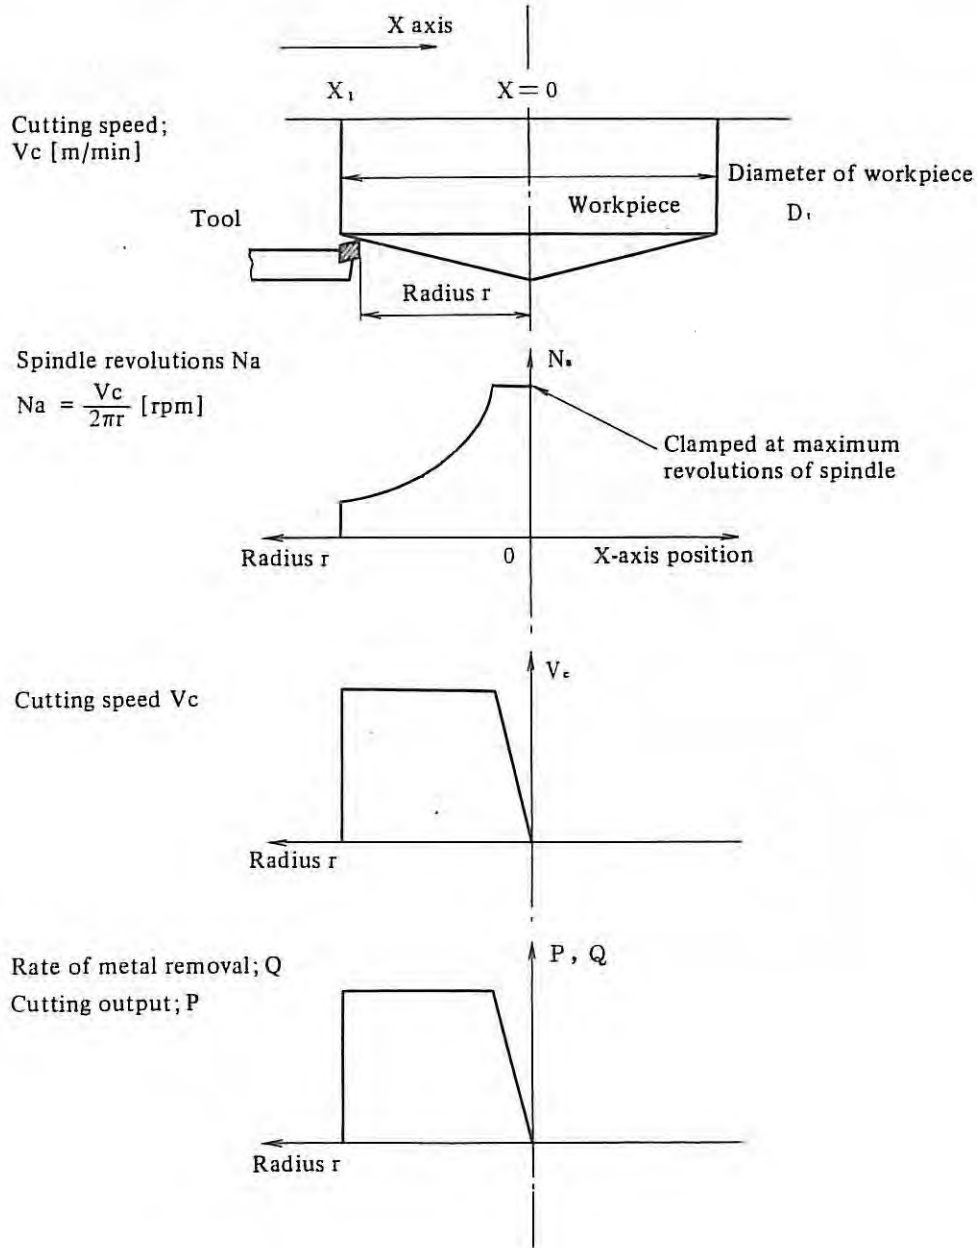 X axis
X₁
X = 0
Cutting speed;
Vc [m/min]
Diameter of workpiece
D₁
Workpiece
Tool
Radius r
Spindle revolutions Na
Na = Vc / 2πr [rpm]
Nₐ
Clamped at maximum
revolutions of spindle
Radius r
0
X-axis position
V꜀
Cutting speed Vc
Radius r
P, Q
Rate of metal removal; Q
Cutting output; P
Radius r